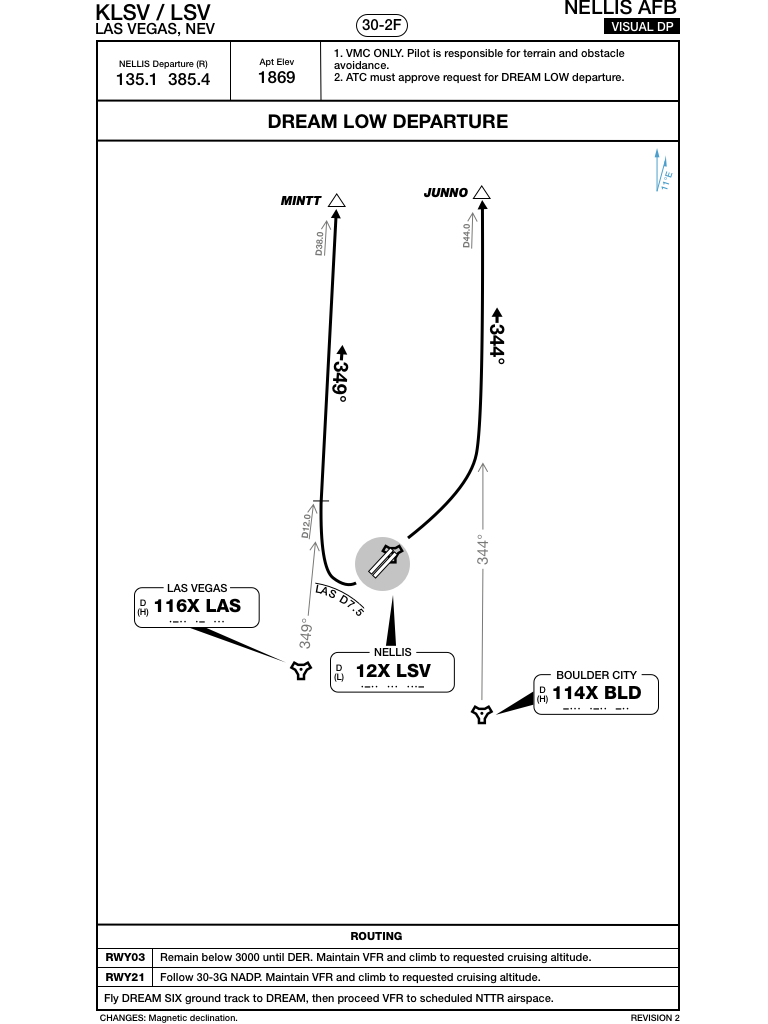 KLSV / LSV
LAS VEGAS, NEV
30-2F
NELLIS AFB
VISUAL DP
NELLIS Departure (R)
135.1 385.4
Apt Elev
1869
1. VMC ONLY. Pilot is responsible for terrain and obstacle
avoidance.
2. ATC must approve request for DREAM LOW departure.
DREAM LOW DEPARTURE
11°E
MINTT
JUNNO
D38.0
D44.0
349°
344°
D12.0
344°
349°
LAS D7.5
LAS VEGAS
D
(H)
116X LAS
NELLIS
D
(L)
12X LSV
BOULDER CITY
D
(H)
114X BLD
ROUTING
RWY03 Remain below 3000 until DER. Maintain VFR and climb to requested cruising altitude.
RWY21 Follow 30-3G NADP. Maintain VFR and climb to requested cruising altitude.
Fly DREAM SIX ground track to DREAM, then proceed VFR to scheduled NTTR airspace.
CHANGES: Magnetic declination.
REVISION 2